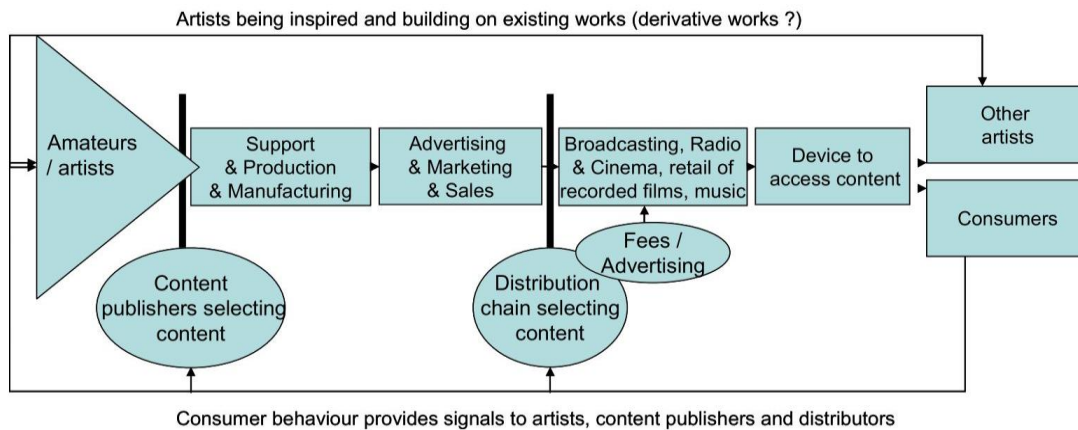 Artists being inspired and building on existing works (derivative works ?)
Amateurs
/ artists
Support
& Production
& Manufacturing
Advertising
& Marketing
& Sales
Broadcasting, Radio
& Cinema, retail of
recorded films, music
Device to
access content
Other
artists
Consumers
Content
publishers selecting
content
Distribution
chain selecting
content
Fees /
Advertising
Consumer behaviour provides signals to artists, content publishers and distributors